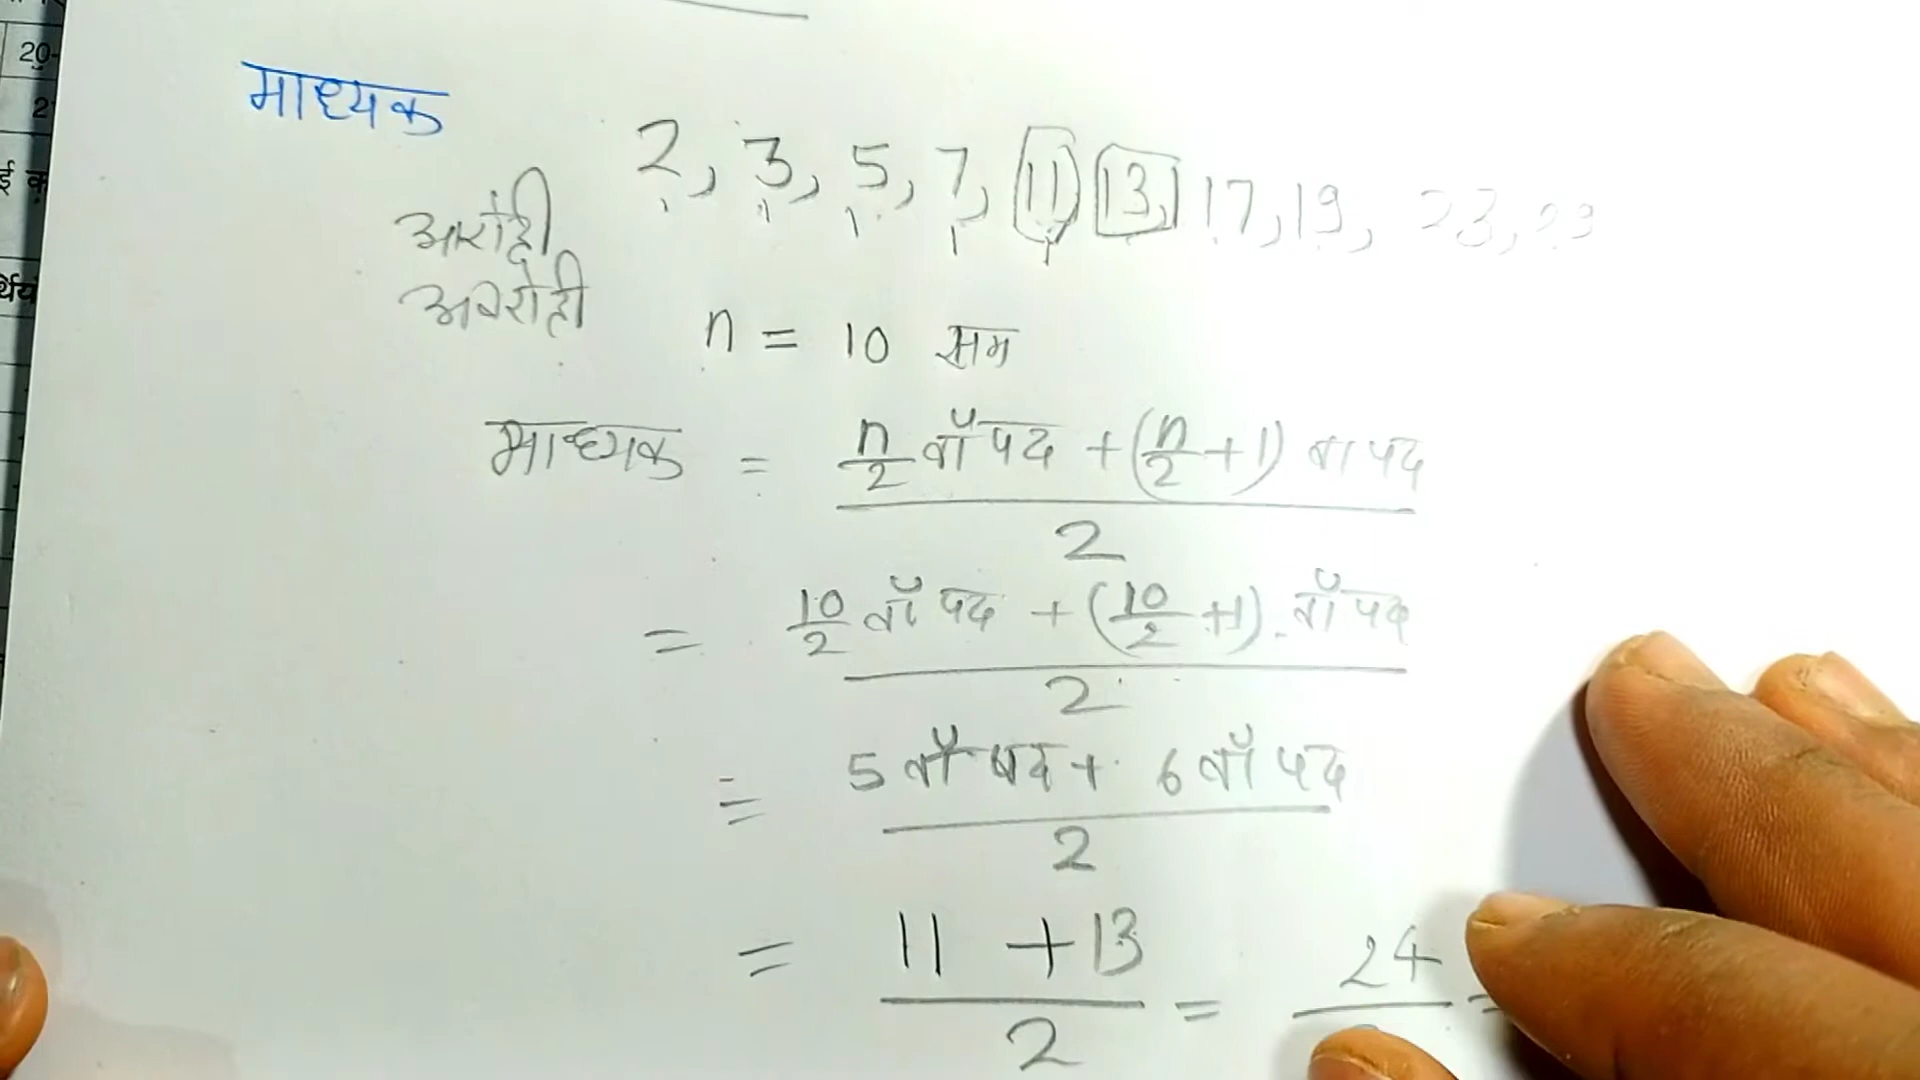 माध्यक
2, 3, 5, 7, 11 13, 17, 19, 23, 29
आरोही
अवरोही
n = 10 सम
माध्यक = n/2 वाँ पद + (n/2 + 1) वा पद / 2
= 10/2 वाँ पद + (10/2 + 1) . वाँ पद / 2
= 5 वाँ पद + 6 वाँ पद / 2
= 11 + 13 / 2 = 24 =
20-